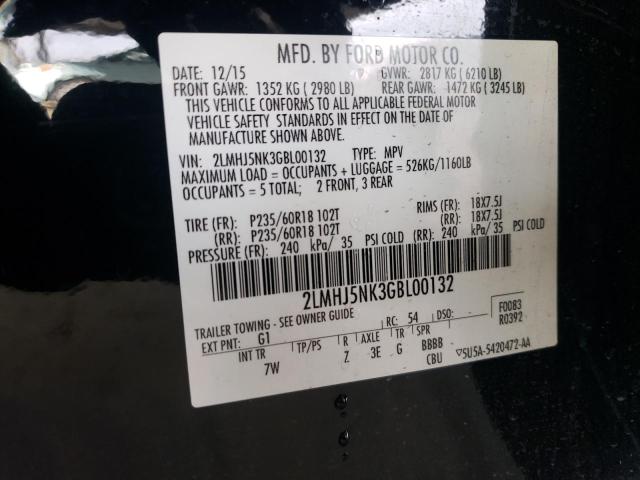 MFD. BY FORD MOTOR CO.
DATE: 12/15 GVWR: 2817 KG ( 6210 LB)
FRONT GAWR: 1352 KG ( 2980 LB) REAR GAWR: 1472 KG ( 3245 LB)
THIS VEHICLE CONFORMS TO ALL APPLICABLE FEDERAL MOTOR
VEHICLE SAFETY STANDARDS IN EFFECT ON THE DATE OF
MANUFACTURE SHOWN ABOVE.
VIN: 2LMHJ5NK3GBL00132 TYPE: MPV
MAXIMUM LOAD = OCCUPANTS + LUGGAGE = 526KG/1160LB
OCCUPANTS = 5 TOTAL; 2 FRONT, 3 REAR
TIRE (FR): P235/60R18 102T RIMS (FR): 18X7.5J
(RR): P235/60R18 102T (RR): 18X7.5J
PRESSURE (FR): 240 kPa/ 35 PSI COLD (RR): 240 kPa/ 35 PSI COLD
2LMHJ5NK3GBL00132
TRAILER TOWING - SEE OWNER GUIDE
EXT PNT: G1 RC: 54 DSO: F0083
R0392
INT TR TP/PS R AXLE TR SPR
7W Z 3E G BBBB
CBU 5U5A-5420472-AA